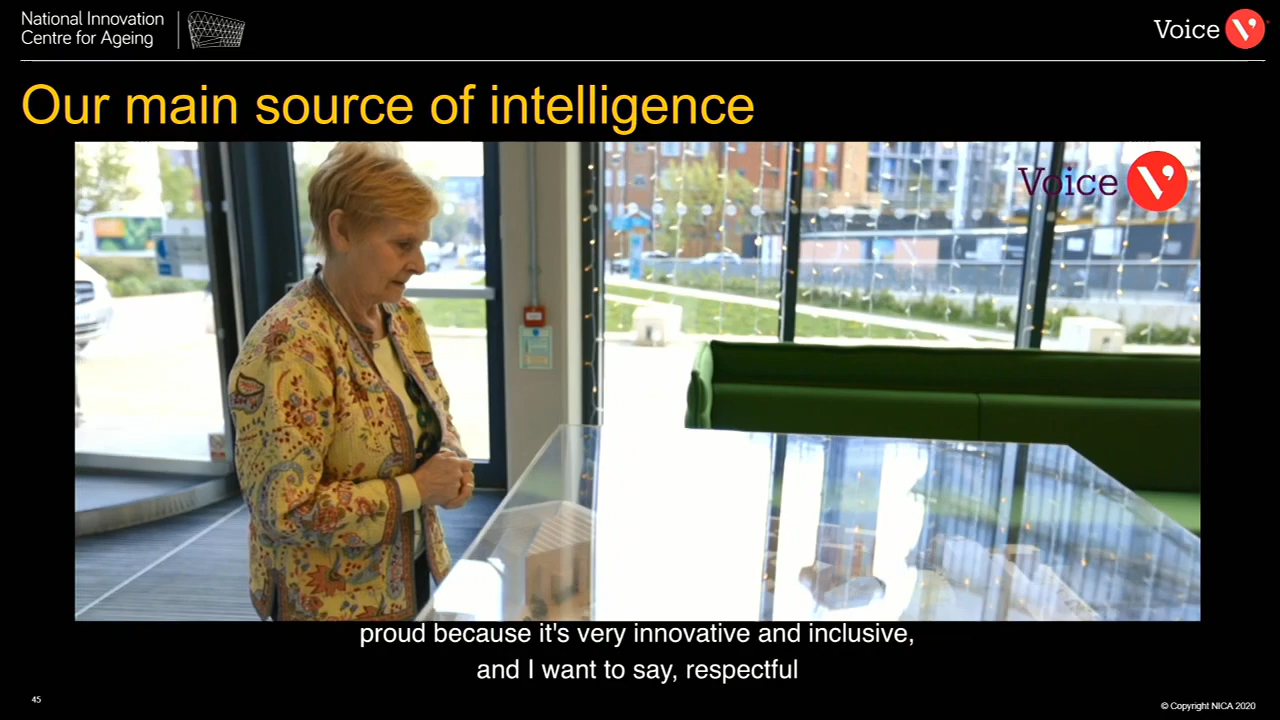 National Innovation
Centre for Ageing
Voice
Our main source of intelligence
Voice
proud because it's very innovative and inclusive,
and I want to say, respectful
45
© Copyright NICA 2020